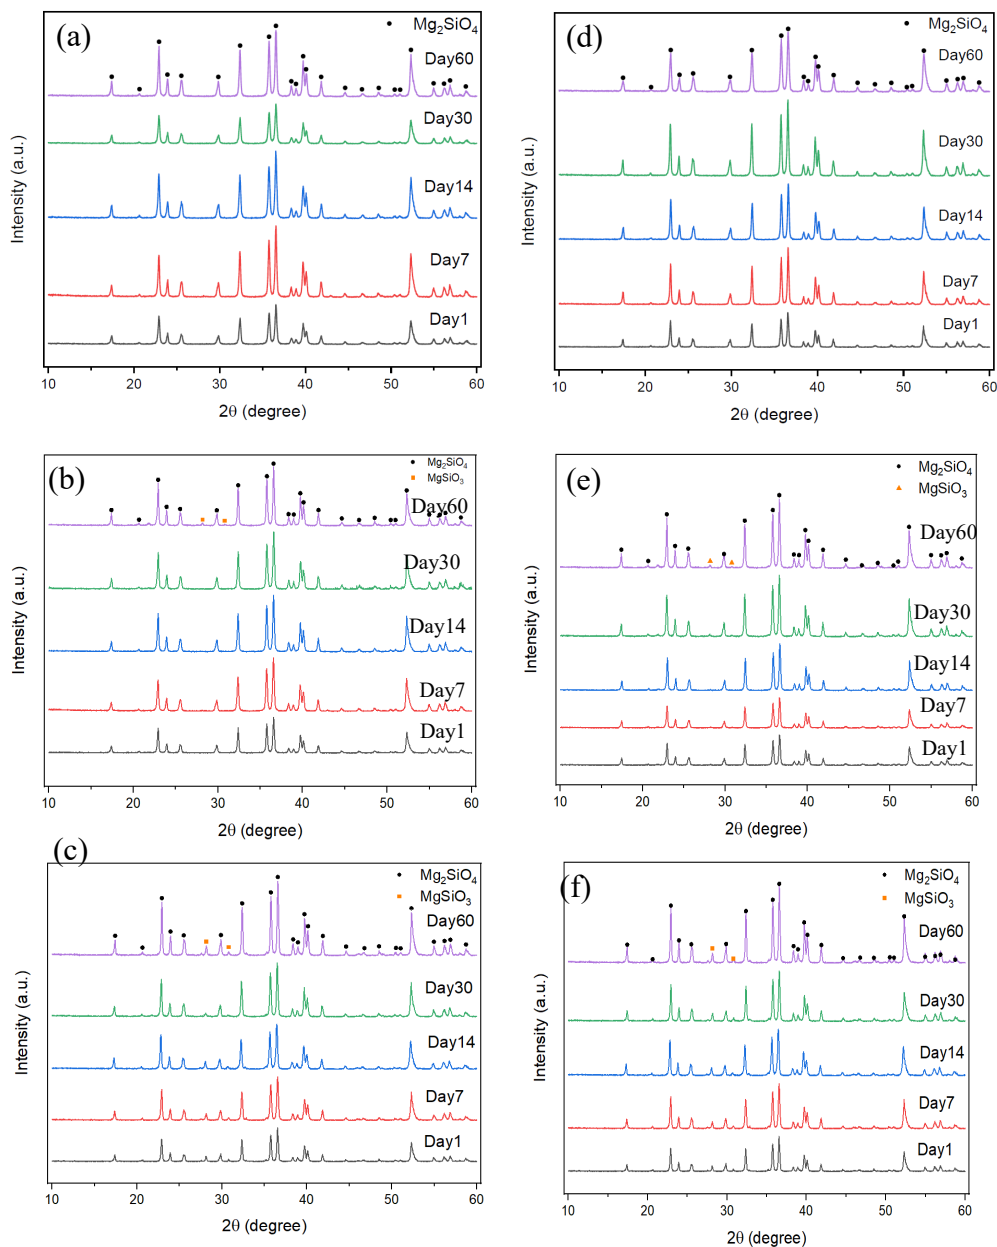 (a)
Mg₂SiO₄
Day60
Day30
Day14
Day7
Day1
Intensity (a.u.)
10 20 30 40 50 60
2θ (degree)
(d)
Mg₂SiO₄
Day60
Day30
Day14
Day7
Day1
Intensity (a.u.)
10 20 30 40 50 60
2θ (degree)
(b)
Mg₂SiO₄
MgSiO₃
Day60
Day30
Day14
Day7
Day1
Intensity (a.u.)
10 20 30 40 50 60
2θ (degree)
(e)
Mg₂SiO₄
MgSiO₃
Day60
Day30
Day14
Day7
Day1
Intensity (a.u.)
10 20 30 40 50 60
2θ (degree)
(c)
Mg₂SiO₄
MgSiO₃
Day60
Day30
Day14
Day7
Day1
Intensity (a.u.)
10 20 30 40 50 60
2θ (degree)
(f)
Mg₂SiO₄
MgSiO₃
Day60
Day30
Day14
Day7
Day1
Intensity (a.u.)
10 20 30 40 50 60
2θ (degree)